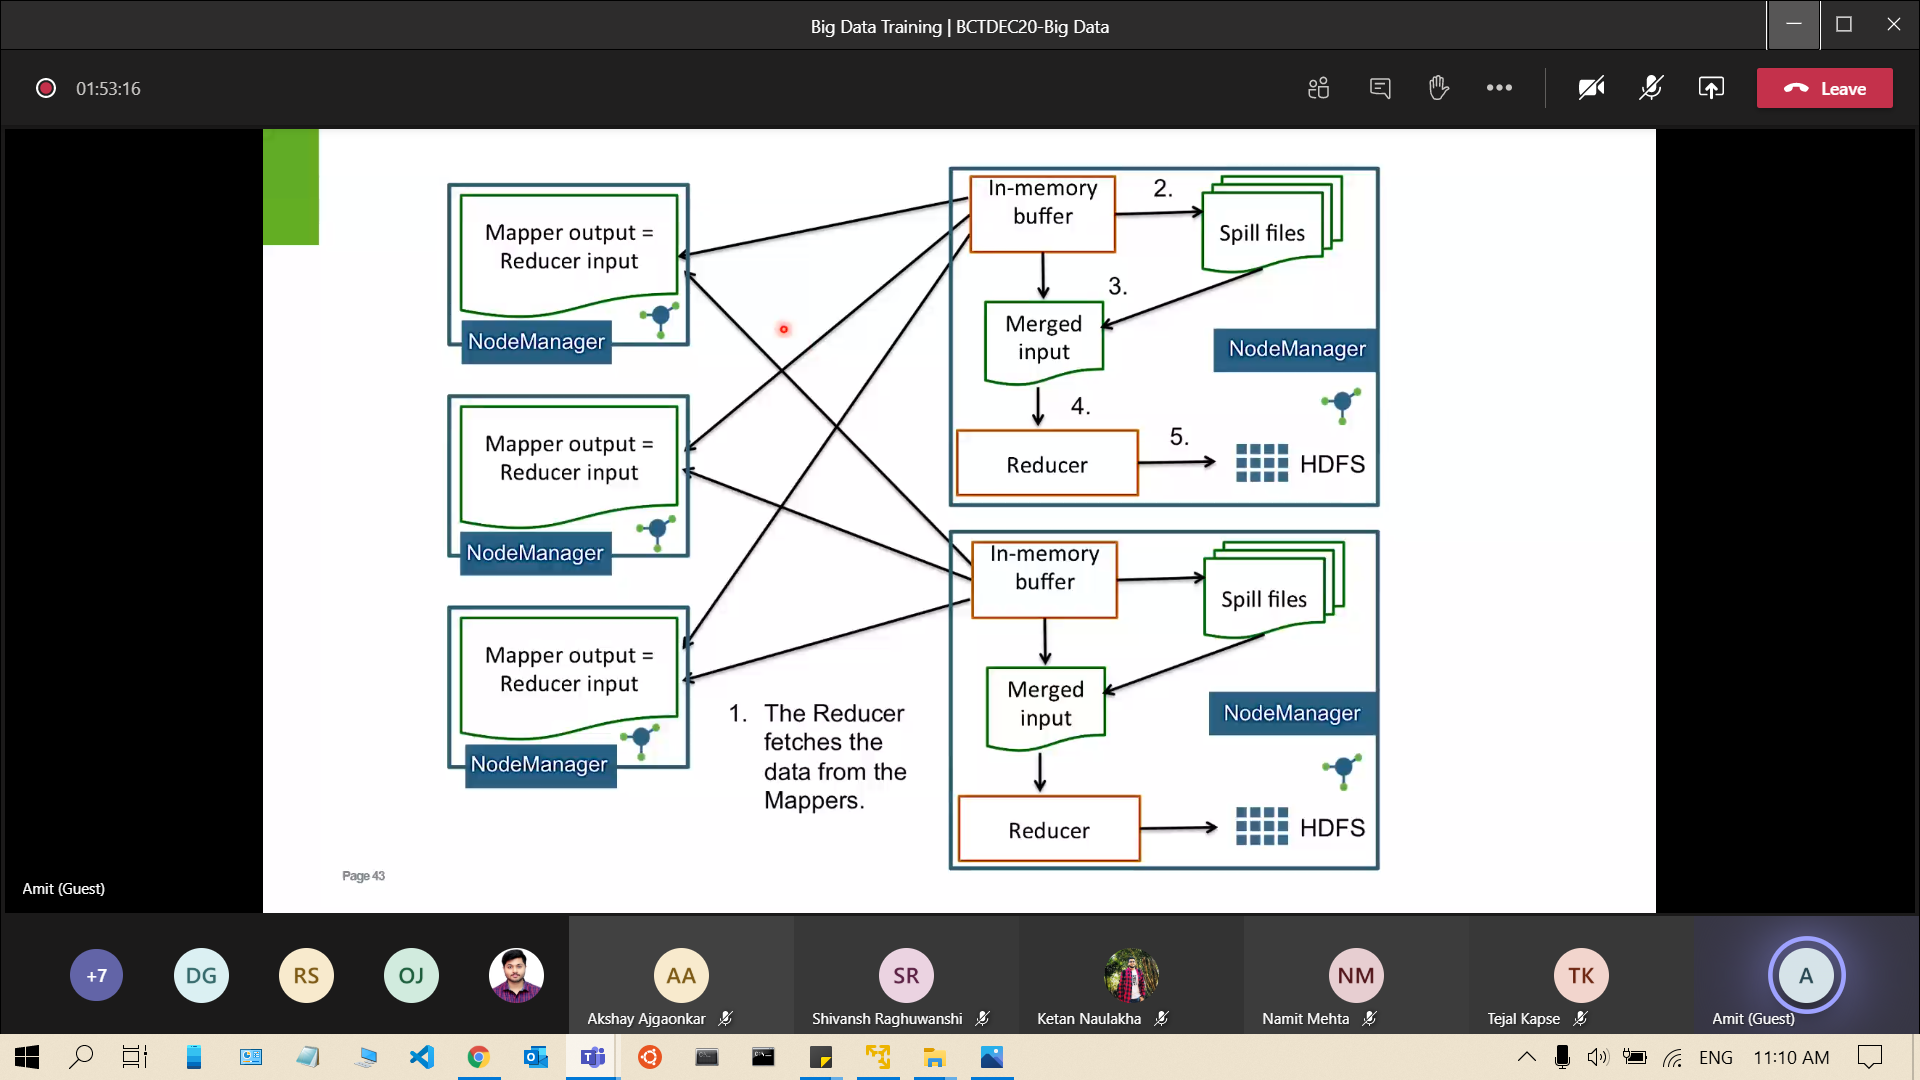 Big Data Training | BCTDEC20-Big Data
01:53:16
Leave
Mapper output =
Reducer input
NodeManager
Mapper output =
Reducer input
NodeManager
Mapper output =
Reducer input
NodeManager
1. The Reducer
fetches the
data from the
Mappers.
In-memory
buffer
2.
Spill files
3.
Merged
input
NodeManager
4.
Reducer
5.
HDFS
In-memory
buffer
Spill files
Merged
input
NodeManager
Reducer
HDFS
Page 43
Amit (Guest)
+7
DG
RS
OJ
AA
Akshay Ajgaonkar
SR
Shivansh Raghuwanshi
Ketan Naulakha
NM
Namit Mehta
TK
Tejal Kapse
A
Amit (Guest)
ENG
11:10 AM